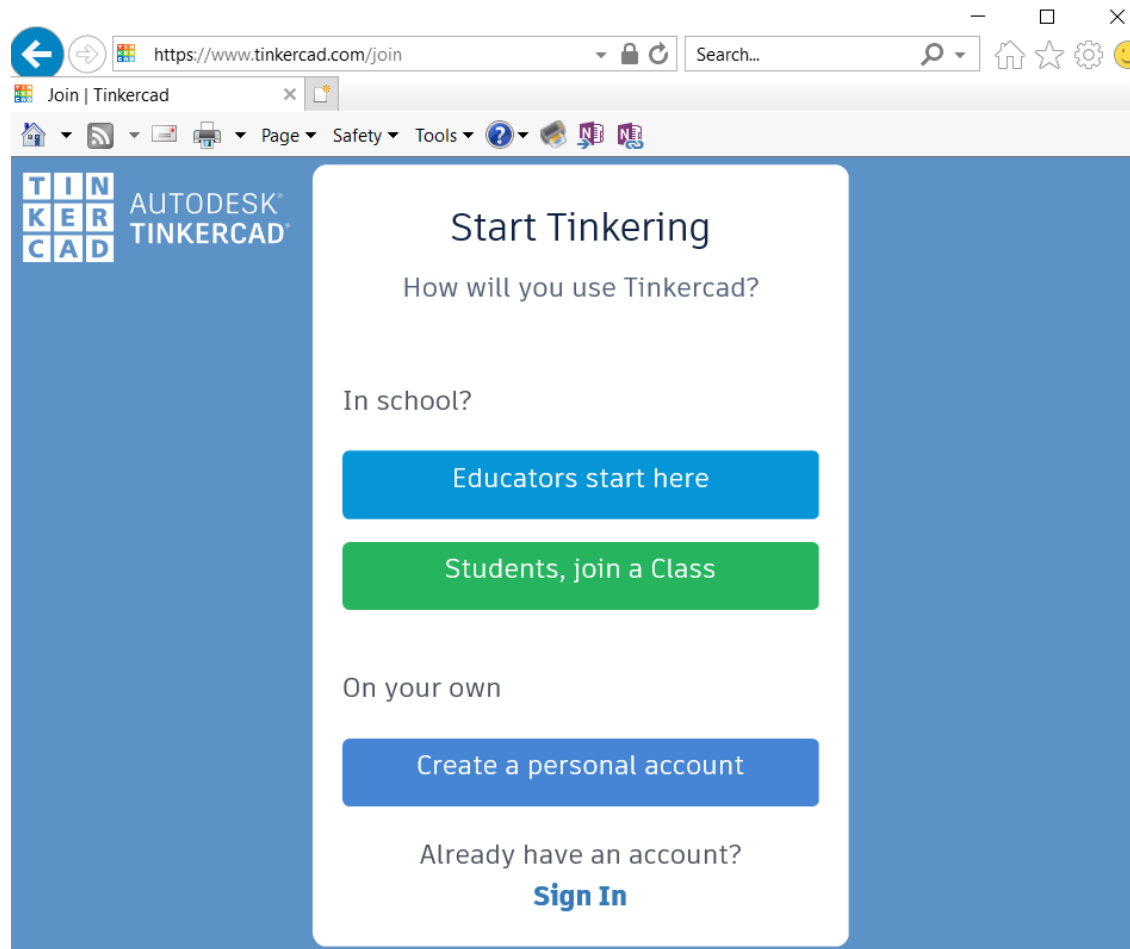 https://www.tinkercad.com/join
Search...
Join | Tinkercad
Page Safety Tools
TIN
KER
CAD
AUTODESK®
TINKERCAD®
Start Tinkering
How will you use Tinkercad?
In school?
Educators start here
Students, join a Class
On your own
Create a personal account
Already have an account?
Sign In